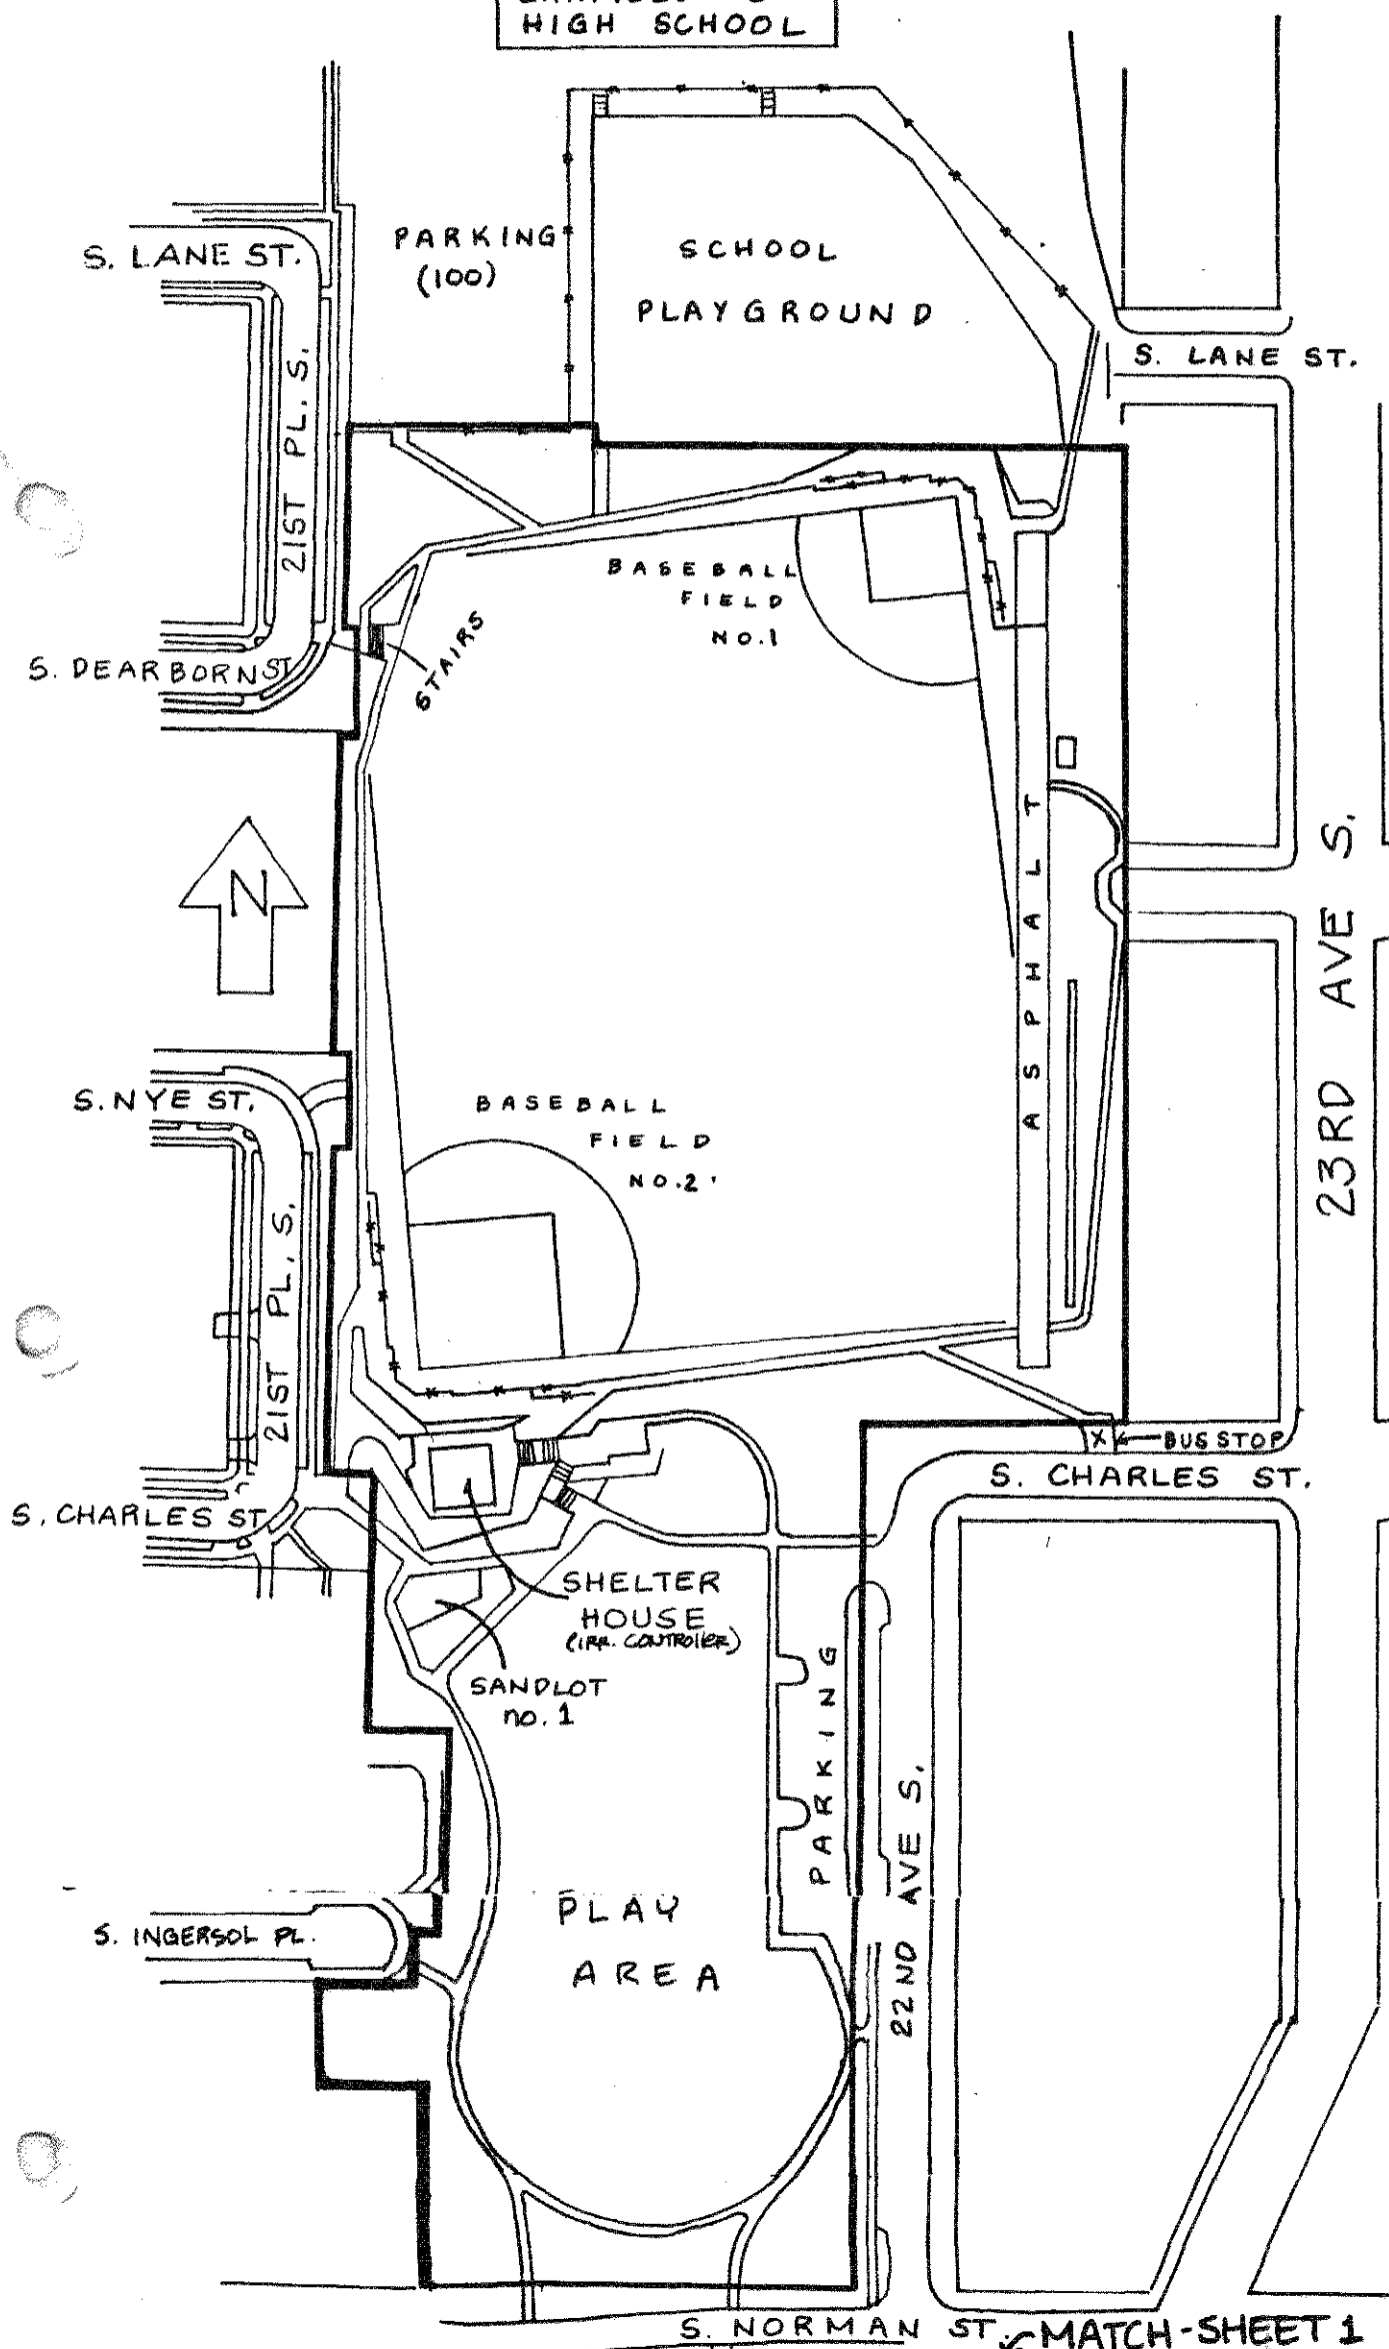 HIGH SCHOOL
S. LANE ST.
PARKING
(100)
SCHOOL
PLAYGROUND
S. LANE ST.
21ST PL. S.
BASEBALL
FIELD
NO.1
STAIRS
S. DEARBORN ST
N
ASPHALT
23RD AVE S.
S. NYE ST.
BASEBALL
FIELD
NO.2
21ST PL. S.
X
BUS STOP
S. CHARLES ST.
S. CHARLES ST
SHELTER
HOUSE
(IRR. CONTROLLER)
SANDLOT
no. 1
PARKING
22ND AVE S.
PLAY
AREA
S. INGERSOL PL.
S. NORMAN ST.
MATCH-SHEET 1